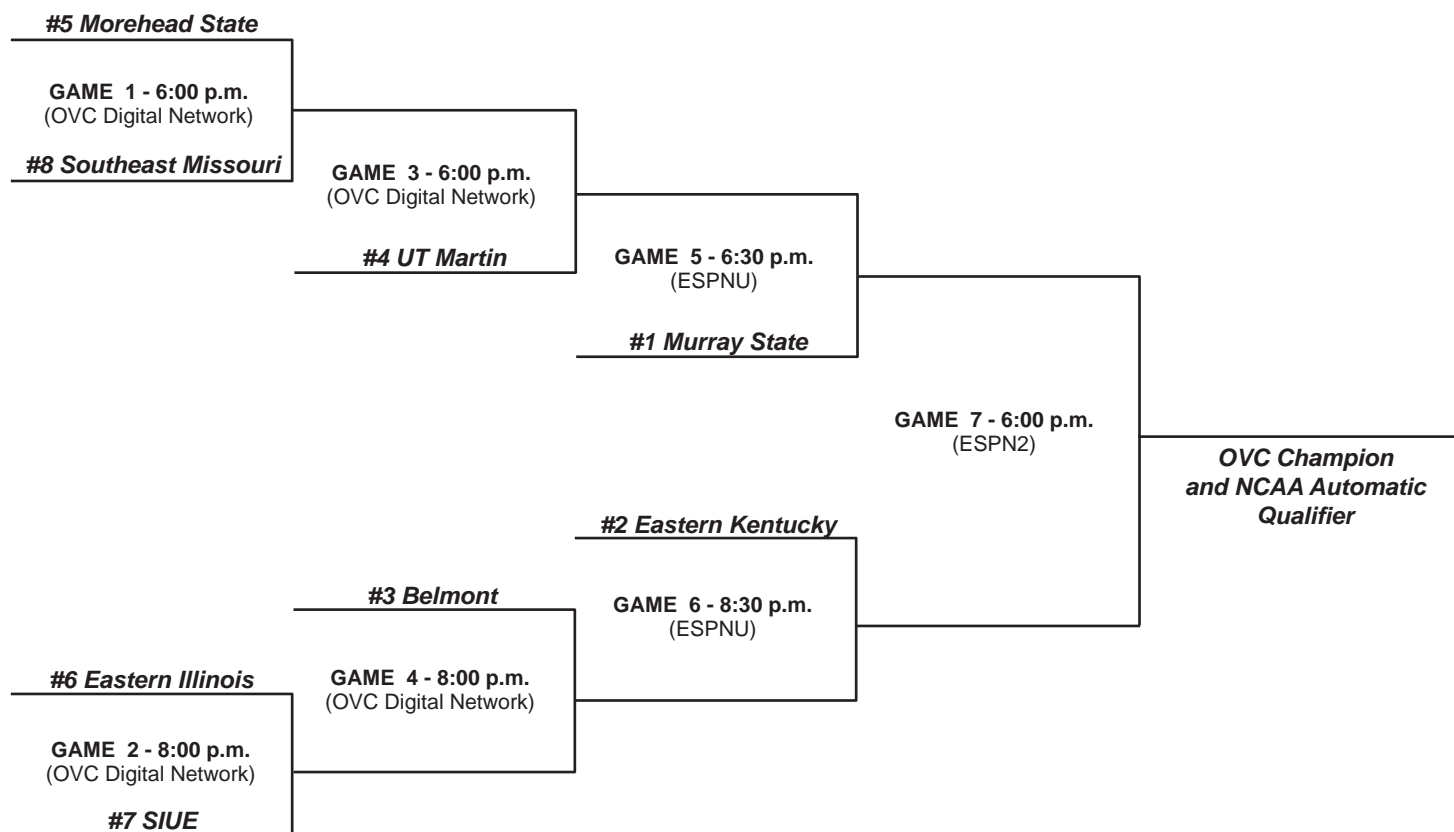 #5 Morehead State
GAME 1 - 6:00 p.m.
(OVC Digital Network)
#8 Southeast Missouri
GAME 3 - 6:00 p.m.
(OVC Digital Network)
#4 UT Martin
GAME 5 - 6:30 p.m.
(ESPNU)
#1 Murray State
GAME 7 - 6:00 p.m.
(ESPN2)
OVC Champion
and NCAA Automatic
Qualifier
#2 Eastern Kentucky
#3 Belmont
GAME 6 - 8:30 p.m.
(ESPNU)
#6 Eastern Illinois
GAME 4 - 8:00 p.m.
(OVC Digital Network)
GAME 2 - 8:00 p.m.
(OVC Digital Network)
#7 SIUE